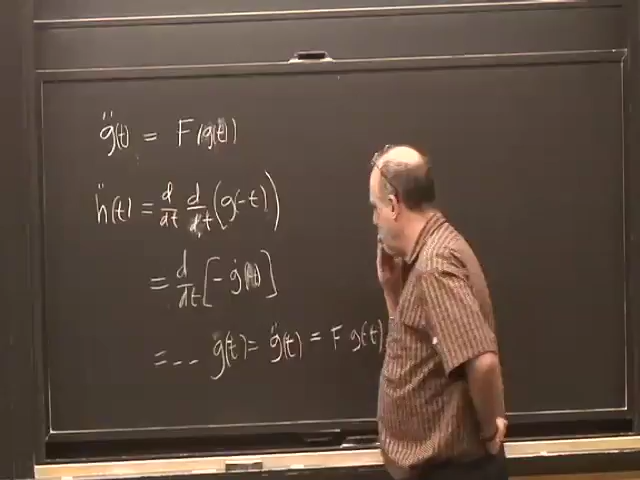 g̈(t) = F(g(t))
ḧ(t) = d/dt d/dt (g(-t))
= d/dt [-ġ(t)]
= ... g̈(t) = g̈(t) = F g(t)